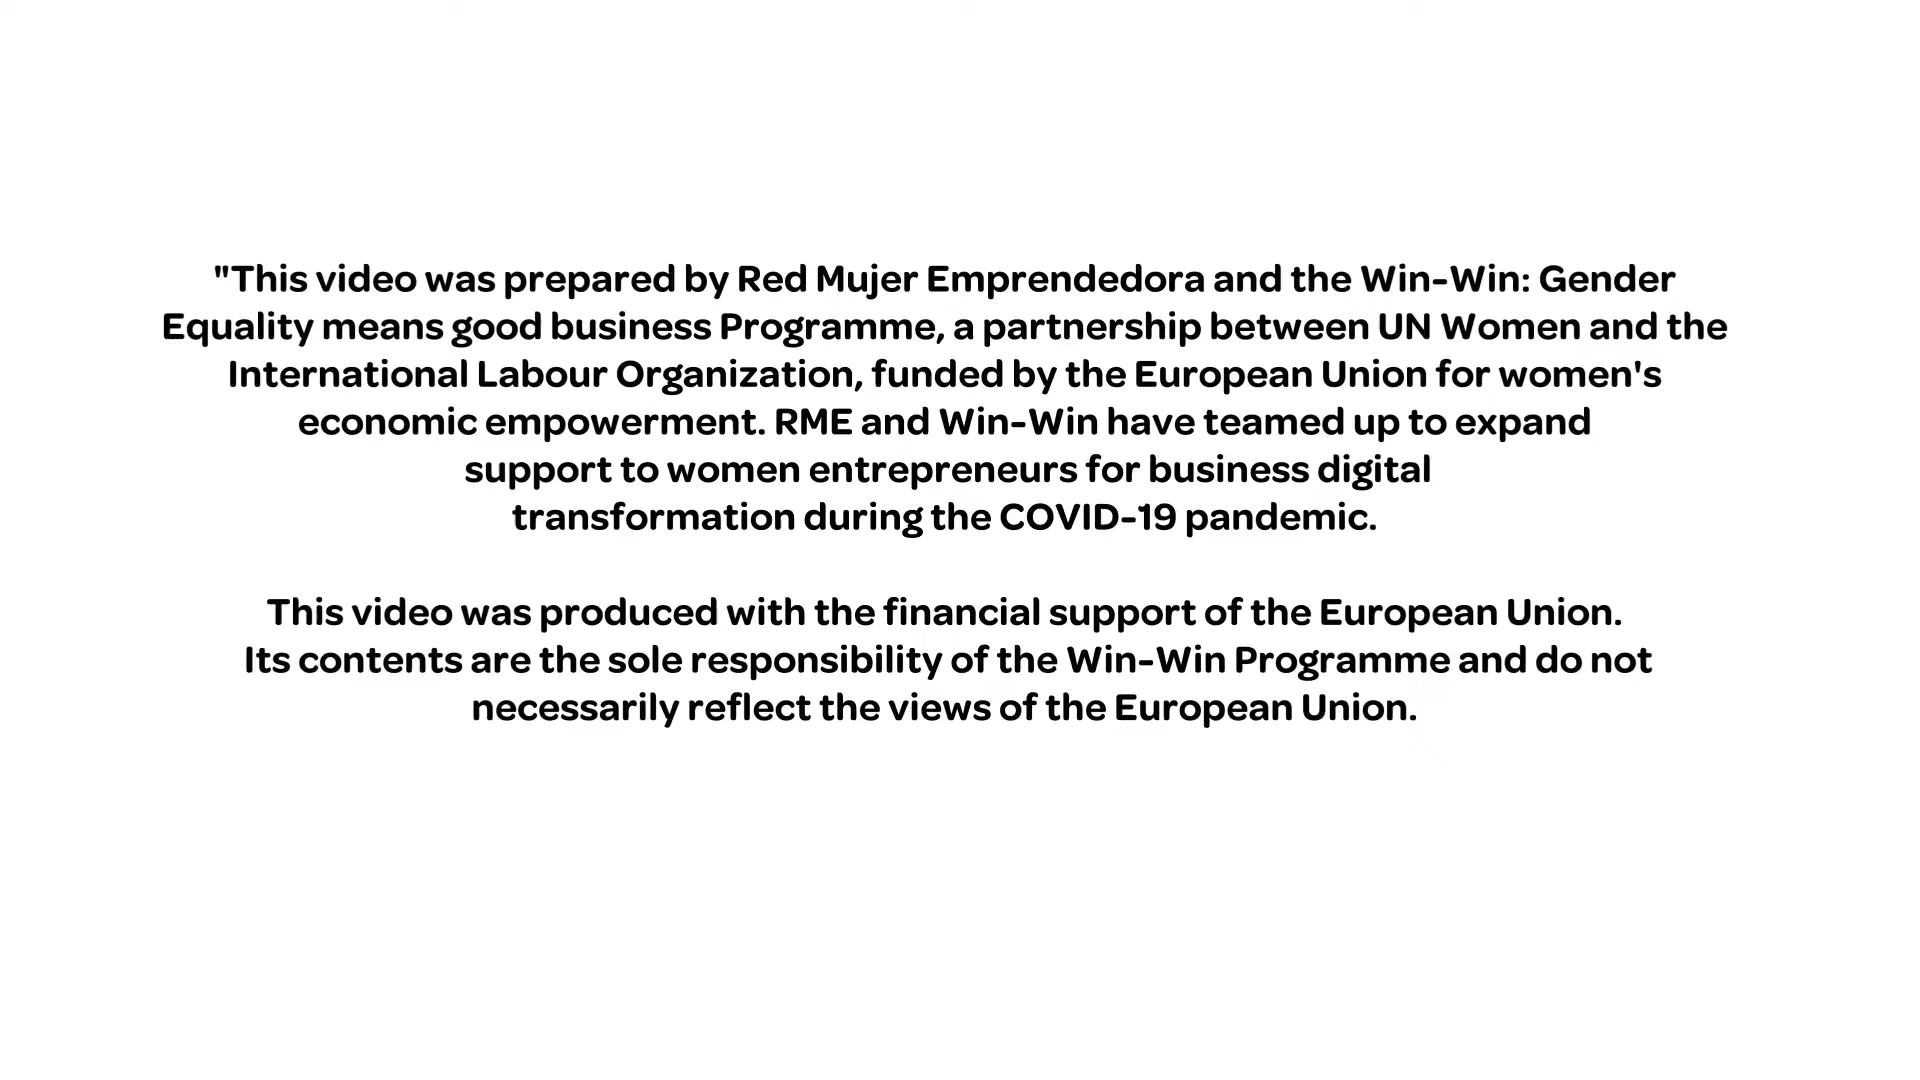 "This video was prepared by Red Mujer Emprendedora and the Win-Win: Gender
Equality means good business Programme, a partnership between UN Women and the
International Labour Organization, funded by the European Union for women's
economic empowerment. RME and Win-Win have teamed up to expand
support to women entrepreneurs for business digital
transformation during the COVID-19 pandemic.
This video was produced with the financial support of the European Union.
Its contents are the sole responsibility of the Win-Win Programme and do not
necessarily reflect the views of the European Union.